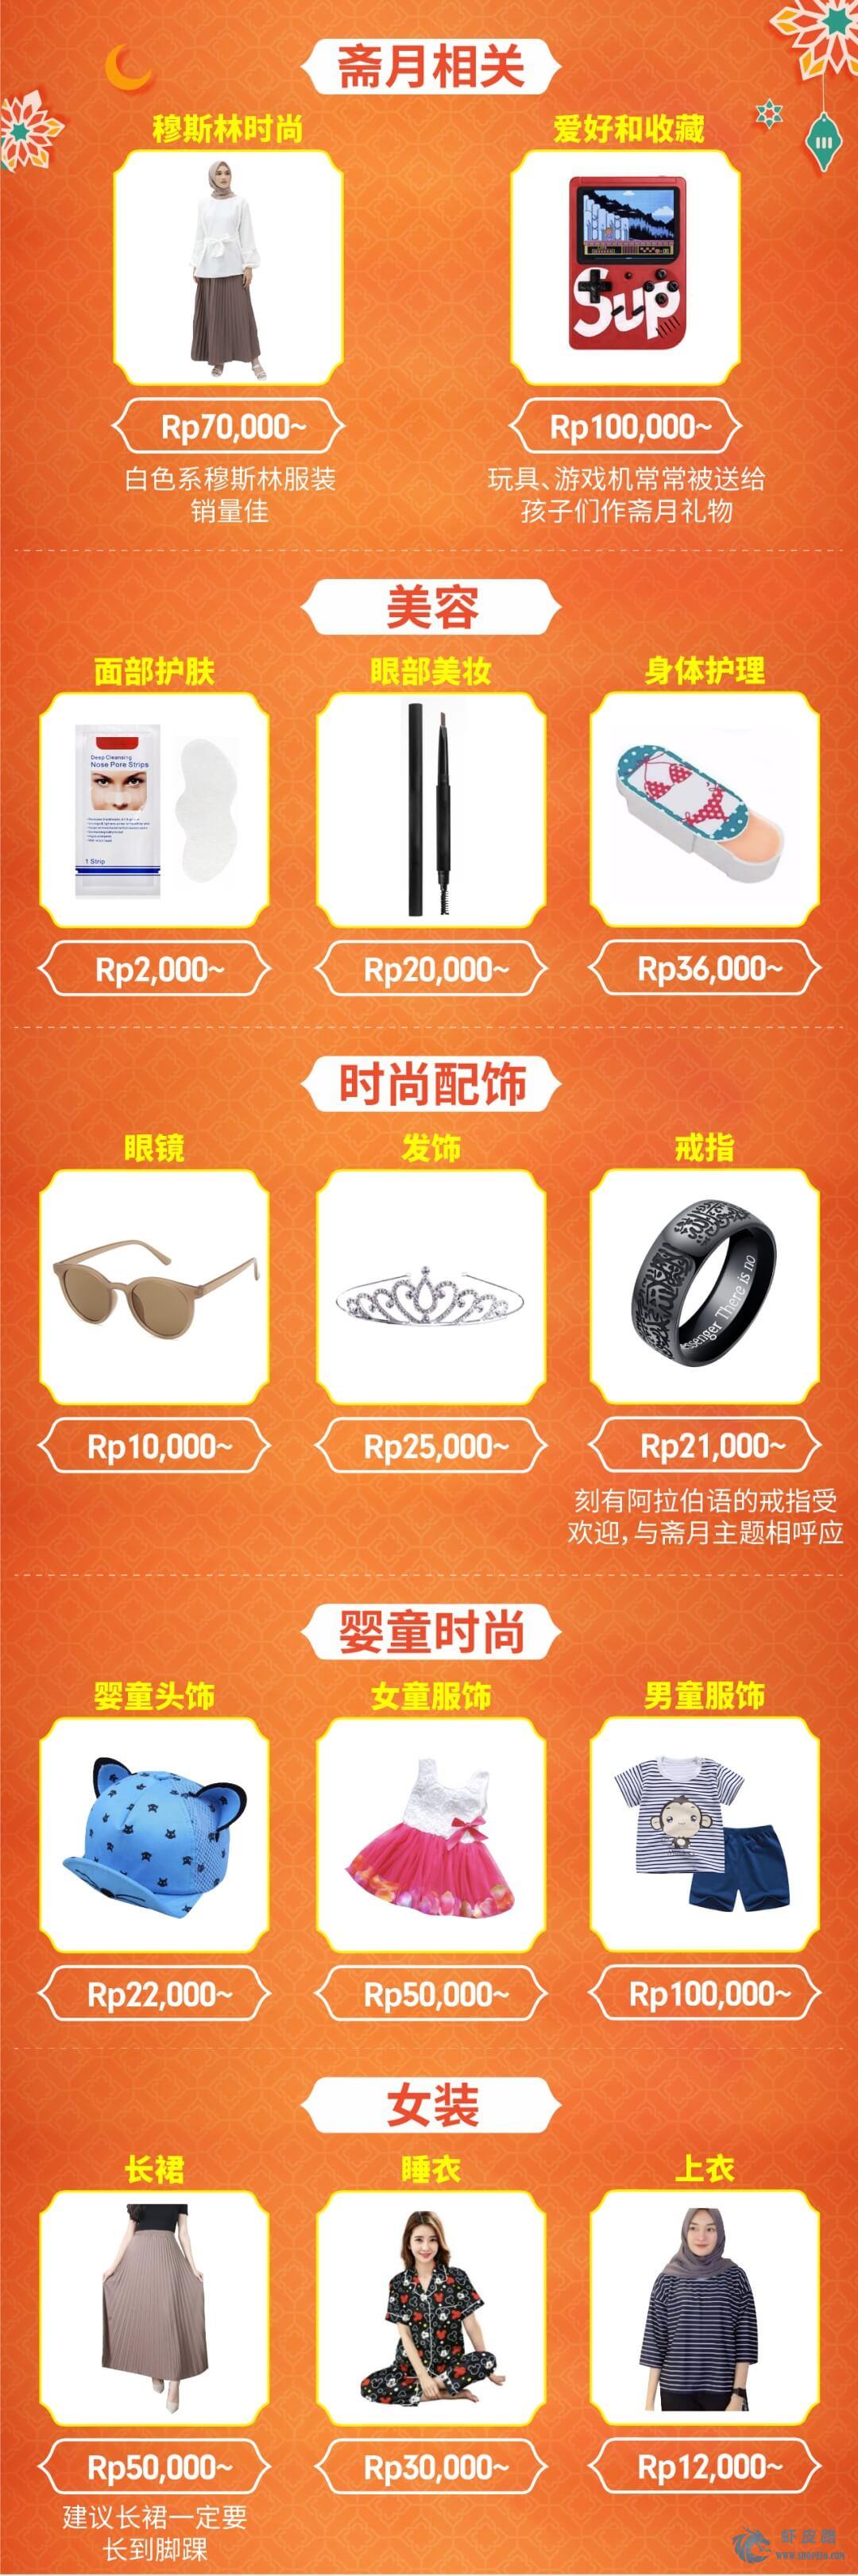 斋月相关
穆斯林时尚
爱好和收藏
Sup
Rp70,000~
Rp100,000~
白色系穆斯林服装
销量佳
玩具、游戏机常常被送给
孩子们作斋月礼物
美容
面部护肤
眼部美妆
身体护理
Deep Cleansing
Nose Pore Strips
1 Strip
Rp2,000~
Rp20,000~
Rp36,000~
时尚配饰
眼镜
发饰
戒指
ssenger There is no
Rp10,000~
Rp25,000~
Rp21,000~
刻有阿拉伯语的戒指受
欢迎,与斋月主题相呼应
婴童时尚
婴童头饰
女童服饰
男童服饰
Rp22,000~
Rp50,000~
Rp100,000~
女装
长裙
睡衣
上衣
Rp50,000~
Rp30,000~
Rp12,000~
建议长裙一定要
长到脚踝